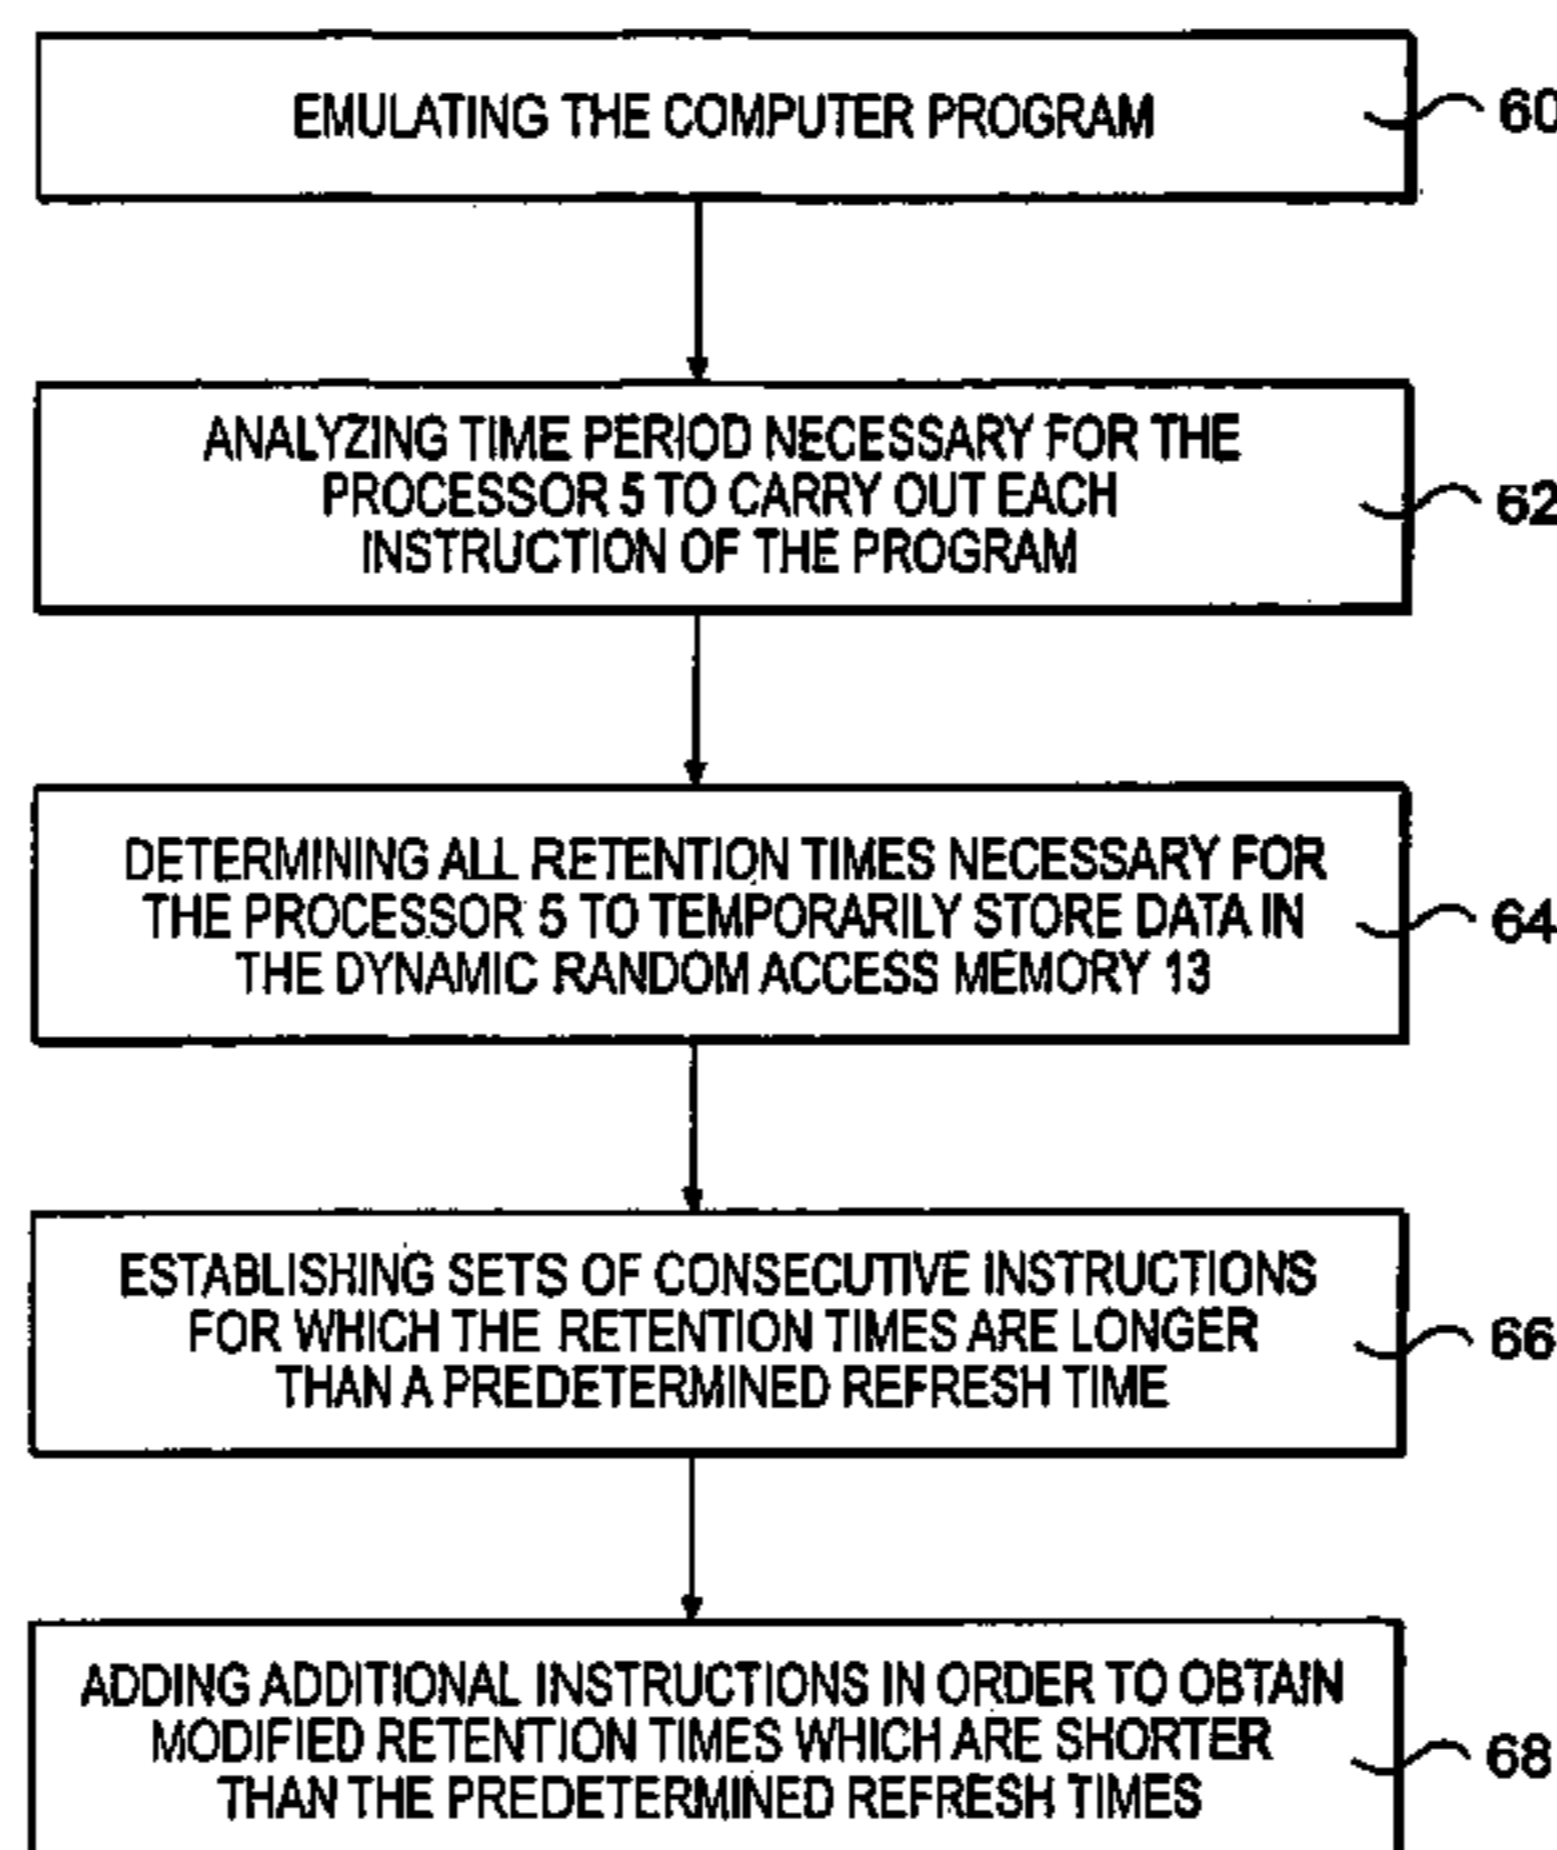 EMULATING THE COMPUTER PROGRAM
60
ANALYZING TIME PERIOD NECESSARY FOR THE
PROCESSOR 5 TO CARRY OUT EACH
INSTRUCTION OF THE PROGRAM
62
DETERMINING ALL RETENTION TIMES NECESSARY FOR
THE PROCESSOR 5 TO TEMPORARILY STORE DATA IN
THE DYNAMIC RANDOM ACCESS MEMORY 13
64
ESTABLISHING SETS OF CONSECUTIVE INSTRUCTIONS
FOR WHICH THE RETENTION TIMES ARE LONGER
THAN A PREDETERMINED REFRESH TIME
66
ADDING ADDITIONAL INSTRUCTIONS IN ORDER TO OBTAIN
MODIFIED RETENTION TIMES WHICH ARE SHORTER
THAN THE PREDETERMINED REFRESH TIMES
68